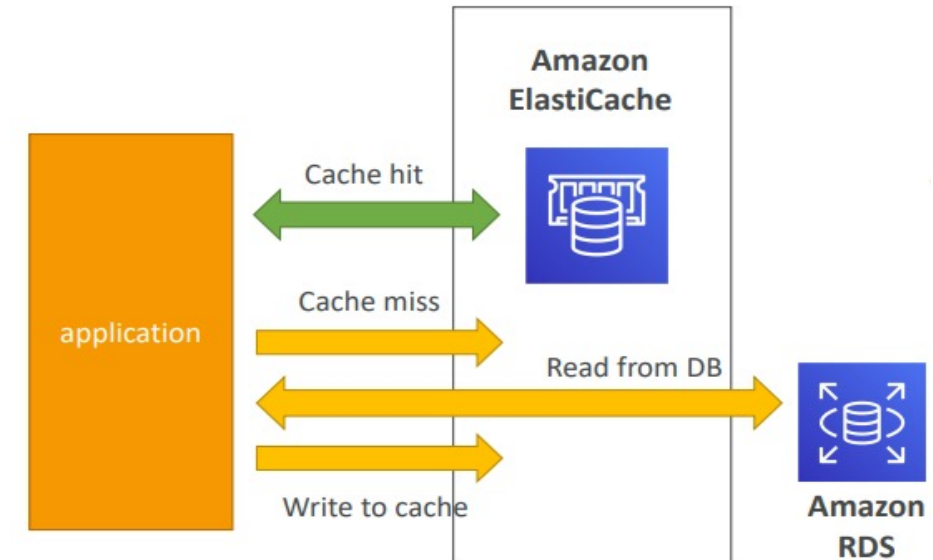 Amazon
ElastiCache
Cache hit
Cache miss
application
Read from DB
Write to cache
Amazon
RDS